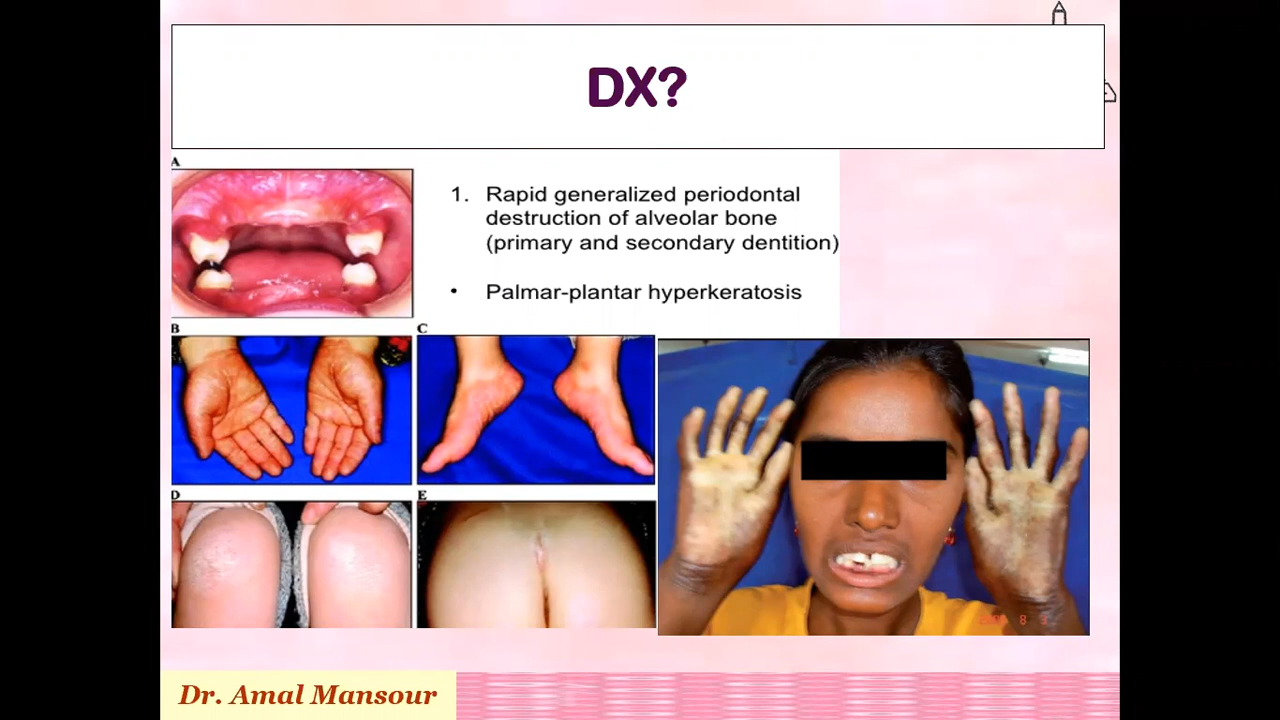 DX?
A
1. Rapid generalized periodontal
destruction of alveolar bone
(primary and secondary dentition)
• Palmar-plantar hyperkeratosis
B
C
D
E
Dr. Amal Mansour